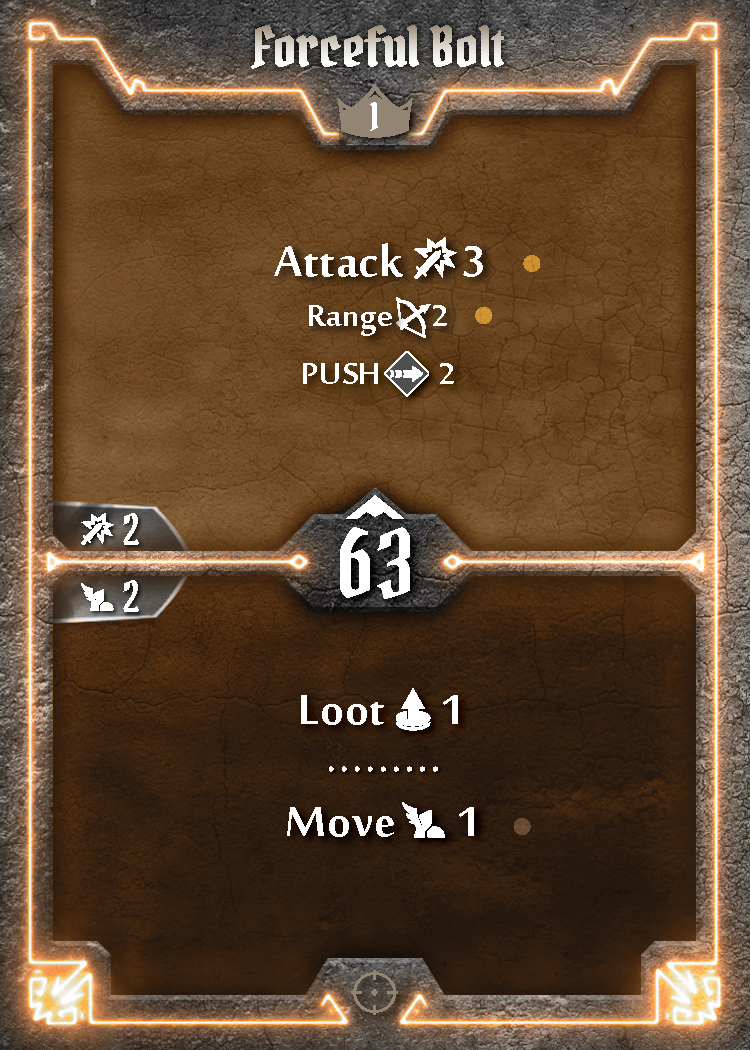 Forceful Bolt
1
Attack 3
Range 2
PUSH 2
2
63
2
Loot 1
.........
Move 1